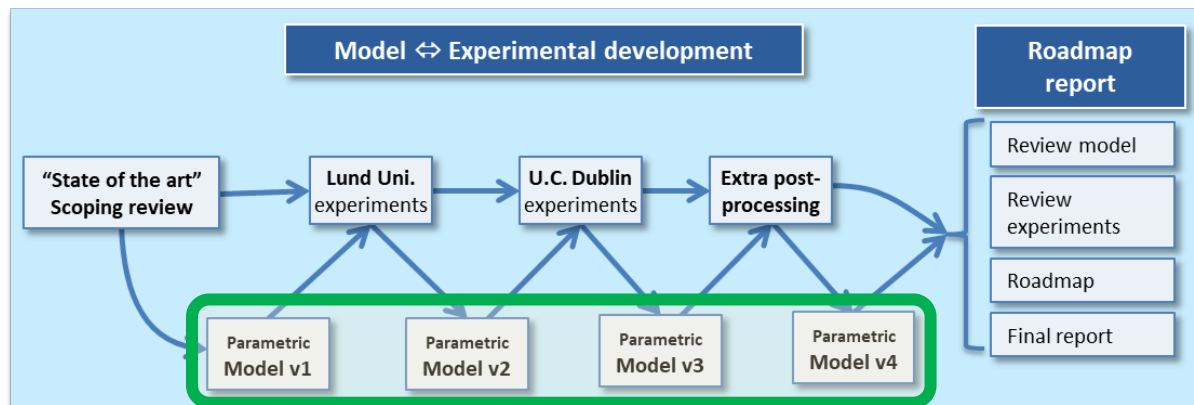 Model ⇔ Experimental development
Roadmap
report
"State of the art"
Scoping review
Lund Uni.
experiments
U.C. Dublin
experiments
Extra post-
processing
Review model
Review
experiments
Roadmap
Final report
Parametric
Model v1
Parametric
Model v2
Parametric
Model v3
Parametric
Model v4